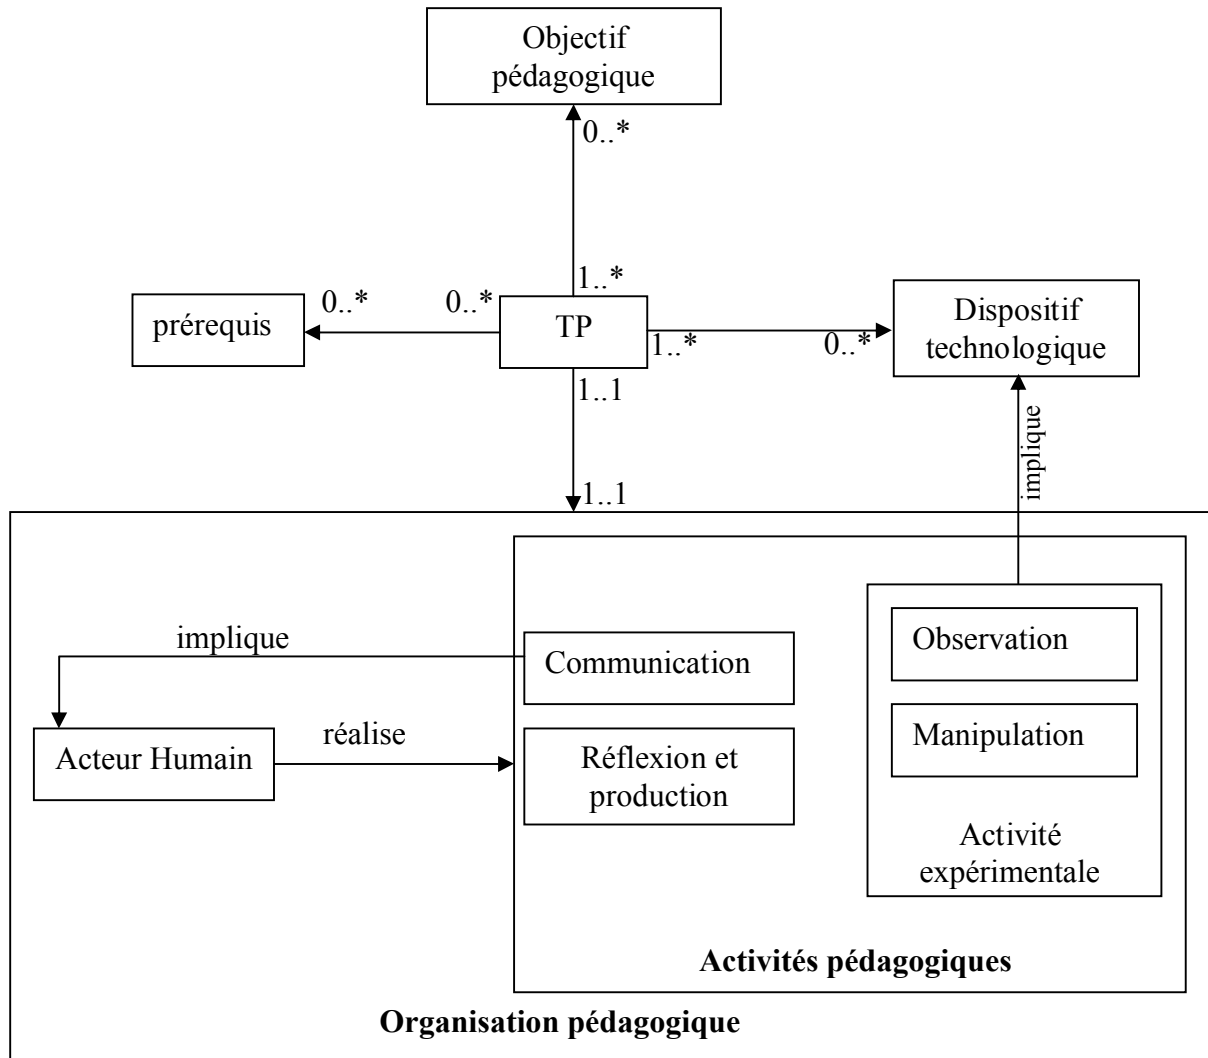 Objectif
pédagogique
0..*
1..*
prérequis
0..*
0..*
TP
1..*
0..*
Dispositif
technologique
1..1
implique
1..1
implique
Communication
Observation
Acteur Humain
réalise
Réflexion et
production
Manipulation
Activité
expérimentale
Activités pédagogiques
Organisation pédagogique